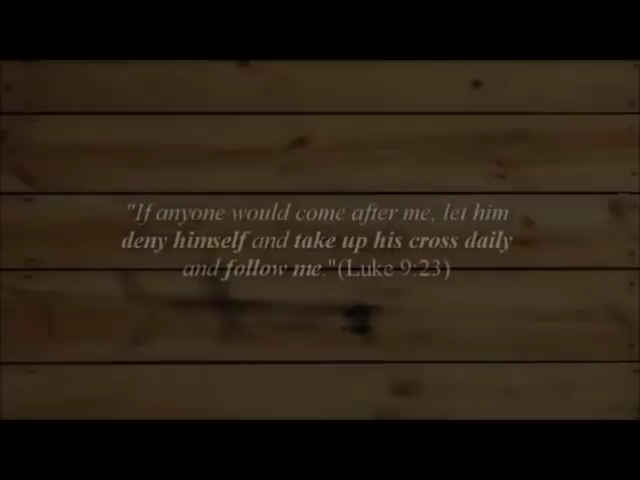 "If anyone would come after me, let him
deny himself and take up his cross daily
and follow me."(Luke 9:23)